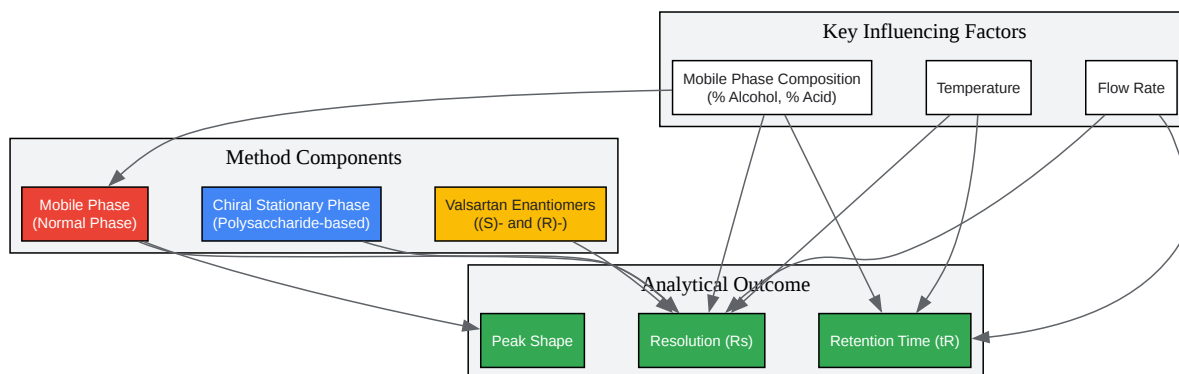 Key Influencing Factors
Mobile Phase Composition
(% Alcohol, % Acid)
Temperature
Flow Rate
Method Components
Mobile Phase
(Normal Phase)
Chiral Stationary Phase
(Polysaccharide-based)
Valsartan Enantiomers
((S)- and (R)-)
Analytical Outcome
Peak Shape
Resolution (Rs)
Retention Time (tR)